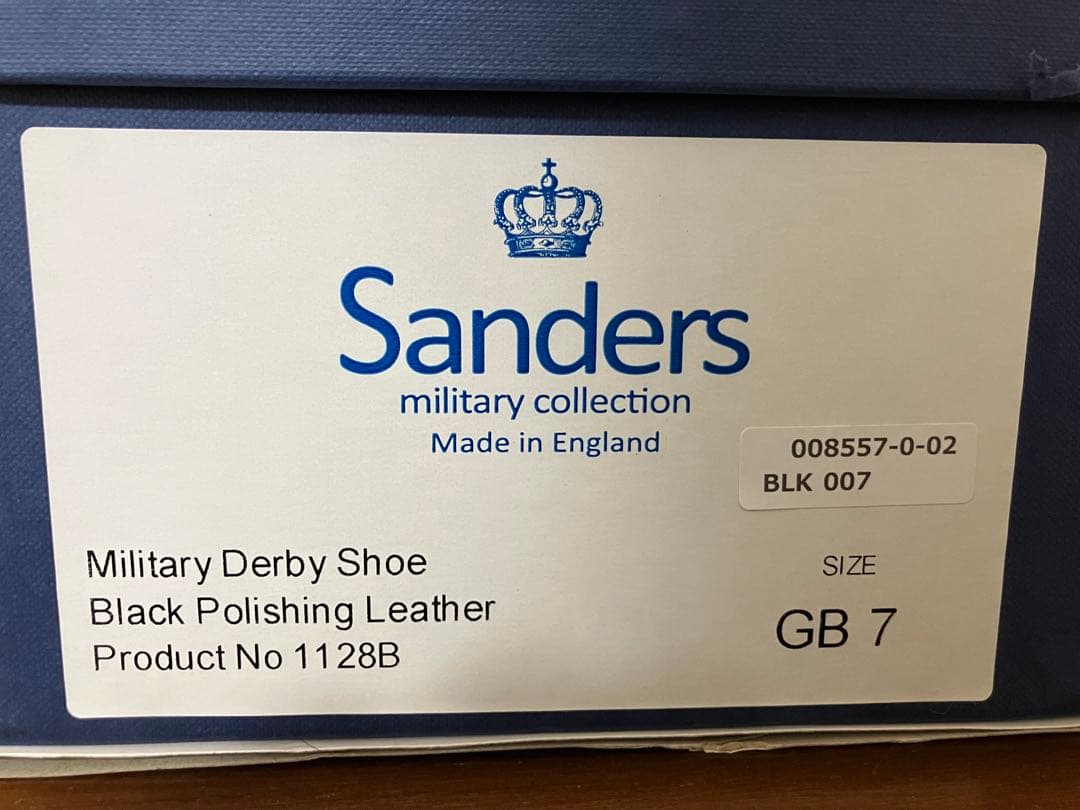 Sanders
military collection
Made in England
008557-0-02
BLK 007
Military Derby Shoe
Black Polishing Leather
Product No 1128B
SIZE
GB 7